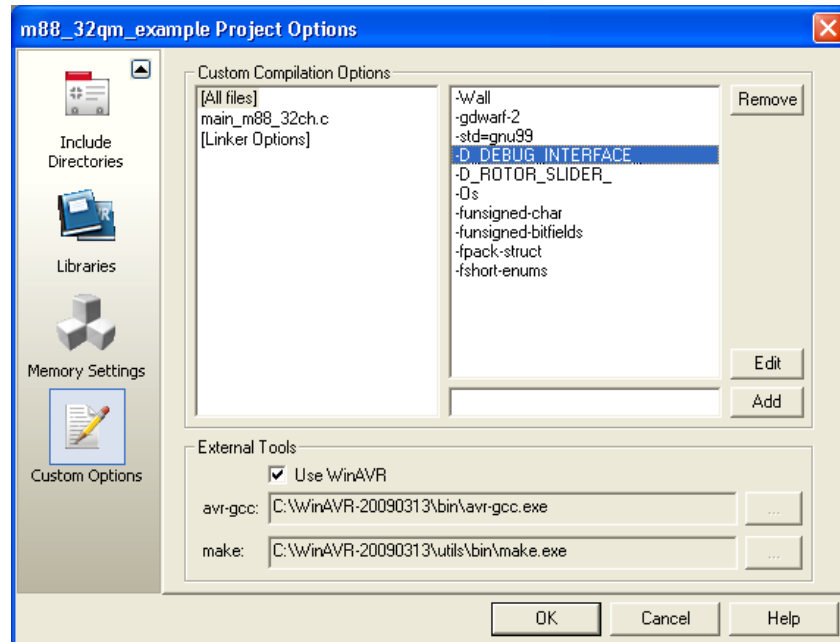 m88_32qm_example Project Options
Include
Directories
Libraries
Memory Settings
Custom Options
Custom Compilation Options
[All files]
main_m88_32ch.c
[Linker Options]
-Wall
-gdwarf-2
-std=gnu99
-D_DEBUG_INTERFACE_
-D_ROTOR_SLIDER_
-Os
-funsigned-char
-funsigned-bitfields
-fpack-struct
-fshort-enums
Remove
Edit
Add
External Tools
Use WinAVR
avr-gcc: C:\WinAVR-20090313\bin\avr-gcc.exe ...
make: C:\WinAVR-20090313\utils\bin\make.exe ...
OK Cancel Help